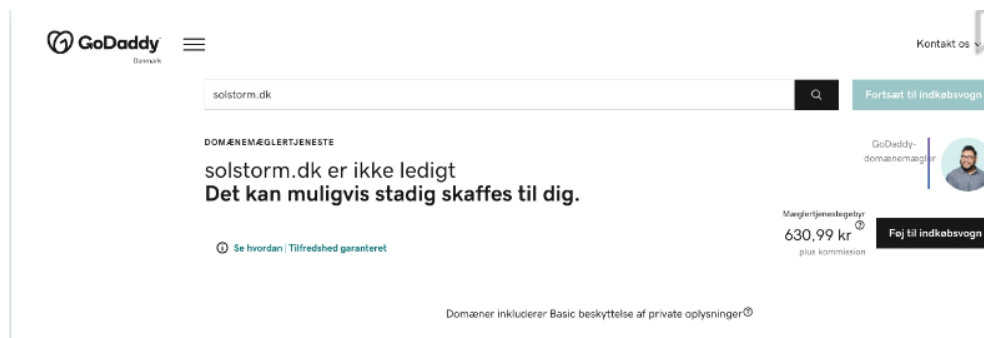 GoDaddy
Danmark
Kontakt os
solstorm.dk
Fortsæt til indkøbsvogn
DOMÆNEMÆGLERTJENESTE
solstorm.dk er ikke ledigt
Det kan muligvis stadig skaffes til dig.
GoDaddy-
domænemægler
Mæglertjenestegebyr
630,99 kr
plus kommission
Føj til indkøbsvogn
Se hvordan | Tilfredshed garanteret
Domæner inkluderer Basic beskyttelse af private oplysninger